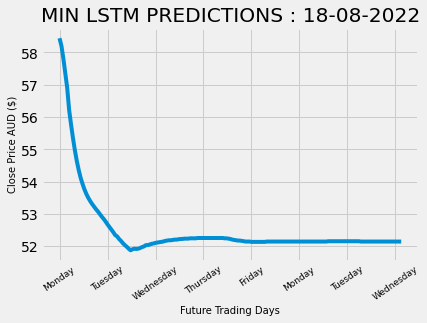 MIN LSTM PREDICTIONS : 18-08-2022
58
57
56
55
54
53
52
Close Price AUD ($)
Monday
Tuesday
Wednesday
Thursday
Friday
Monday
Tuesday
Wednesday
Future Trading Days